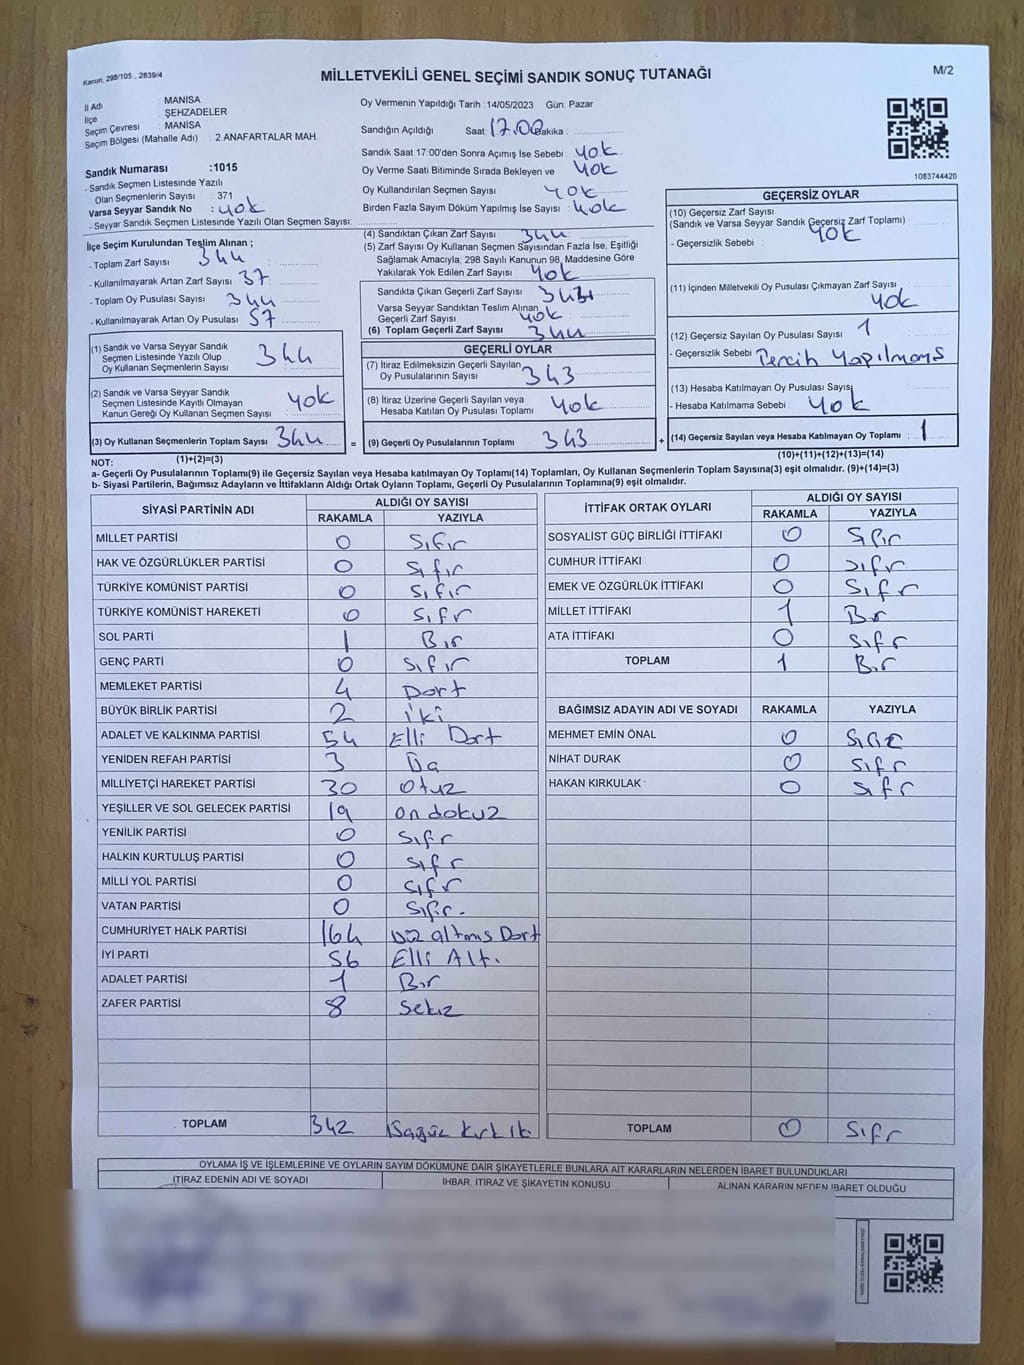 Kanun, 298/105 , 2839/4
MİLLETVEKİLİ GENEL SEÇİMİ SANDIK SONUÇ TUTANAĞI
M/2
İl Adı : MANİSA
İlçe : ŞEHZADELER
Seçim Çevresi : MANİSA
Seçim Bölgesi (Mahalle Adı) : 2.ANAFARTALAR MAH.
Oy Vermenin Yapıldığı Tarih :14/05/2023 Gün: Pazar
Sandığın Açıldığı Saat: 17.00 Dakika :
Sandık Saat 17:00'den Sonra Açımış İse Sebebi : yok
Oy Verme Saati Bitiminde Sırada Bekleyen ve yok
Oy Kullandırılan Seçmen Sayısı yok
Birden Fazla Sayım Döküm Yapılmış İse Sayısı : yok
1083744420
Sandık Numarası :1015
- Sandık Seçmen Listesinde Yazılı
Olan Seçmenlerin Sayısı : 371
Varsa Seyyar Sandık No : yok
- Seyyar Sandık Seçmen Listesinde Yazılı Olan Seçmen Sayısı:
İlçe Seçim Kurulundan Teslim Alınan ;
- Toplam Zarf Sayısı 344
- Kullanılmayarak Artan Zarf Sayısı 37
- Toplam Oy Pusulası Sayısı 344
- Kullanılmayarak Artan Oy Pusulası 57
(1) Sandık ve Varsa Seyyar Sandık
Seçmen Listesinde Yazılı Olup
Oy Kullanan Seçmenlerin Sayısı 344
(2) Sandık ve Varsa Seyyar Sandık
Seçmen Listesinde Kayıtlı Olmayan
Kanun Gereği Oy Kullanan Seçmen Sayısı yok
(3) Oy Kullanan Seçmenlerin Toplam Sayısı 344
(1)+(2)=(3)
(4) Sandıktan Çıkan Zarf Sayısı 344
(5) Zarf Sayısı Oy Kullanan Seçmen Sayısından Fazla İse, Eşitliği
Sağlamak Amacıyla, 298 Sayılı Kanunun 98. Maddesine Göre
Yakılarak Yok Edilen Zarf Sayısı yok
Sandıkta Çıkan Geçerli Zarf Sayısı
Varsa Seyyar Sandıktan Teslim Alınan
Geçerli Zarf Sayısı yok
(6) Toplam Geçerli Zarf Sayısı 344
GEÇERLİ OYLAR
(7) İtiraz Edilmeksizin Geçerli Sayılan
Oy Pusulalarının Sayısı 343
(8) İtiraz Üzerine Geçerli Sayılan veya
Hesaba Katılan Oy Pusulası Toplamı yok
= (9) Geçerli Oy Pusulalarının Toplamı 343
GEÇERSİZ OYLAR
(10) Geçersiz Zarf Sayısı
(Sandık ve Varsa Seyyar Sandık Geçersiz Zarf Toplamı)
- Geçersizlik Sebebi : yok
(11) İçinden Milletvekili Oy Pusulası Çıkmayan Zarf Sayısı
yok
(12) Geçersiz Sayılan Oy Pusulası Sayısı 1
- Geçersizlik Sebebi Tercih Yapılmamış
(13) Hesaba Katılmayan Oy Pusulası Sayısı
- Hesaba Katılmama Sebebi : yok
+ (14) Geçersiz Sayılan veya Hesaba Katılmayan Oy Toplamı : 1
(10)+(11)+(12)+(13)=(14)
NOT:
a- Geçerli Oy Pusulalarının Toplamı(9) ile Geçersiz Sayılan veya Hesaba katılmayan Oy Toplamı(14) Toplamları, Oy Kullanan Seçmenlerin Toplam Sayısına(3) eşit olmalıdır. (9)+(14)=(3)
b- Siyasi Partilerin, Bağımsız Adayların ve İttifakların Aldığı Ortak Oyların Toplamı, Geçerli Oy Pusulalarının Toplamına(9) eşit olmalıdır.
SİYASİ PARTİNİN ADI ALDIĞI OY SAYISI
RAKAMLA YAZIYLA
MİLLET PARTİSİ 0 Sıfır
HAK VE ÖZGÜRLÜKLER PARTİSİ 0 Sıfır
TÜRKİYE KOMÜNİST PARTİSİ 0 Sıfır
TÜRKİYE KOMÜNİST HAREKETİ 0 Sıfr
SOL PARTİ 1 Bır
GENÇ PARTİ 0 Sıfır
MEMLEKET PARTİSİ 4 Dort
BÜYÜK BİRLİK PARTİSİ 2 iki
ADALET VE KALKINMA PARTİSİ 54 Elli Dort
YENİDEN REFAH PARTİSİ 3 Üç
MİLLİYETÇİ HAREKET PARTİSİ 30 Otuz
YEŞİLLER VE SOL GELECEK PARTİSİ 19 on dokuz
YENİLİK PARTİSİ 0 Sıfr
HALKIN KURTULUŞ PARTİSİ 0 Sıfr
MİLLİ YOL PARTİSİ 0 Sıfr
VATAN PARTİSİ 0 Sıfır.
CUMHURİYET HALK PARTİSİ 164 yüz altmış Dort
İYİ PARTİ 56 Elli Altı
ADALET PARTİSİ 1 Bır
ZAFER PARTİSİ 8 Sekız
TOPLAM 342
İTTİFAK ORTAK OYLARI ALDIĞI OY SAYISI
RAKAMLA YAZIYLA
SOSYALİST GÜÇ BİRLİĞİ İTTİFAKI 0 Sıfır
CUMHUR İTTİFAKI 0 Sıfr
EMEK VE ÖZGÜRLÜK İTTİFAKI 0 Sıfr
MİLLET İTTİFAKI 1 Bır
ATA İTTİFAKI 0 Sıfr
TOPLAM 1 Bır
BAĞIMSIZ ADAYIN ADI VE SOYADI RAKAMLA YAZIYLA
MEHMET EMİN ÖNAL 0 Sıfır
NİHAT DURAK 0 Sıfr
HAKAN KIRKULAK 0 Sıfr
TOPLAM 0 Sıfr
OYLAMA İŞ VE İŞLEMLERİNE VE OYLARIN SAYIM DÖKÜMÜNE DAİR ŞİKAYETLERLE BUNLARA AİT KARARLARIN NELERDEN İBARET BULUNDUKLARI
İTİRAZ EDENİN ADI VE SOYADI
İHBAR, İTİRAZ VE ŞİKAYETİN KONUSU
ALINAN KARARIN NEDEN İBARET OLDUĞU